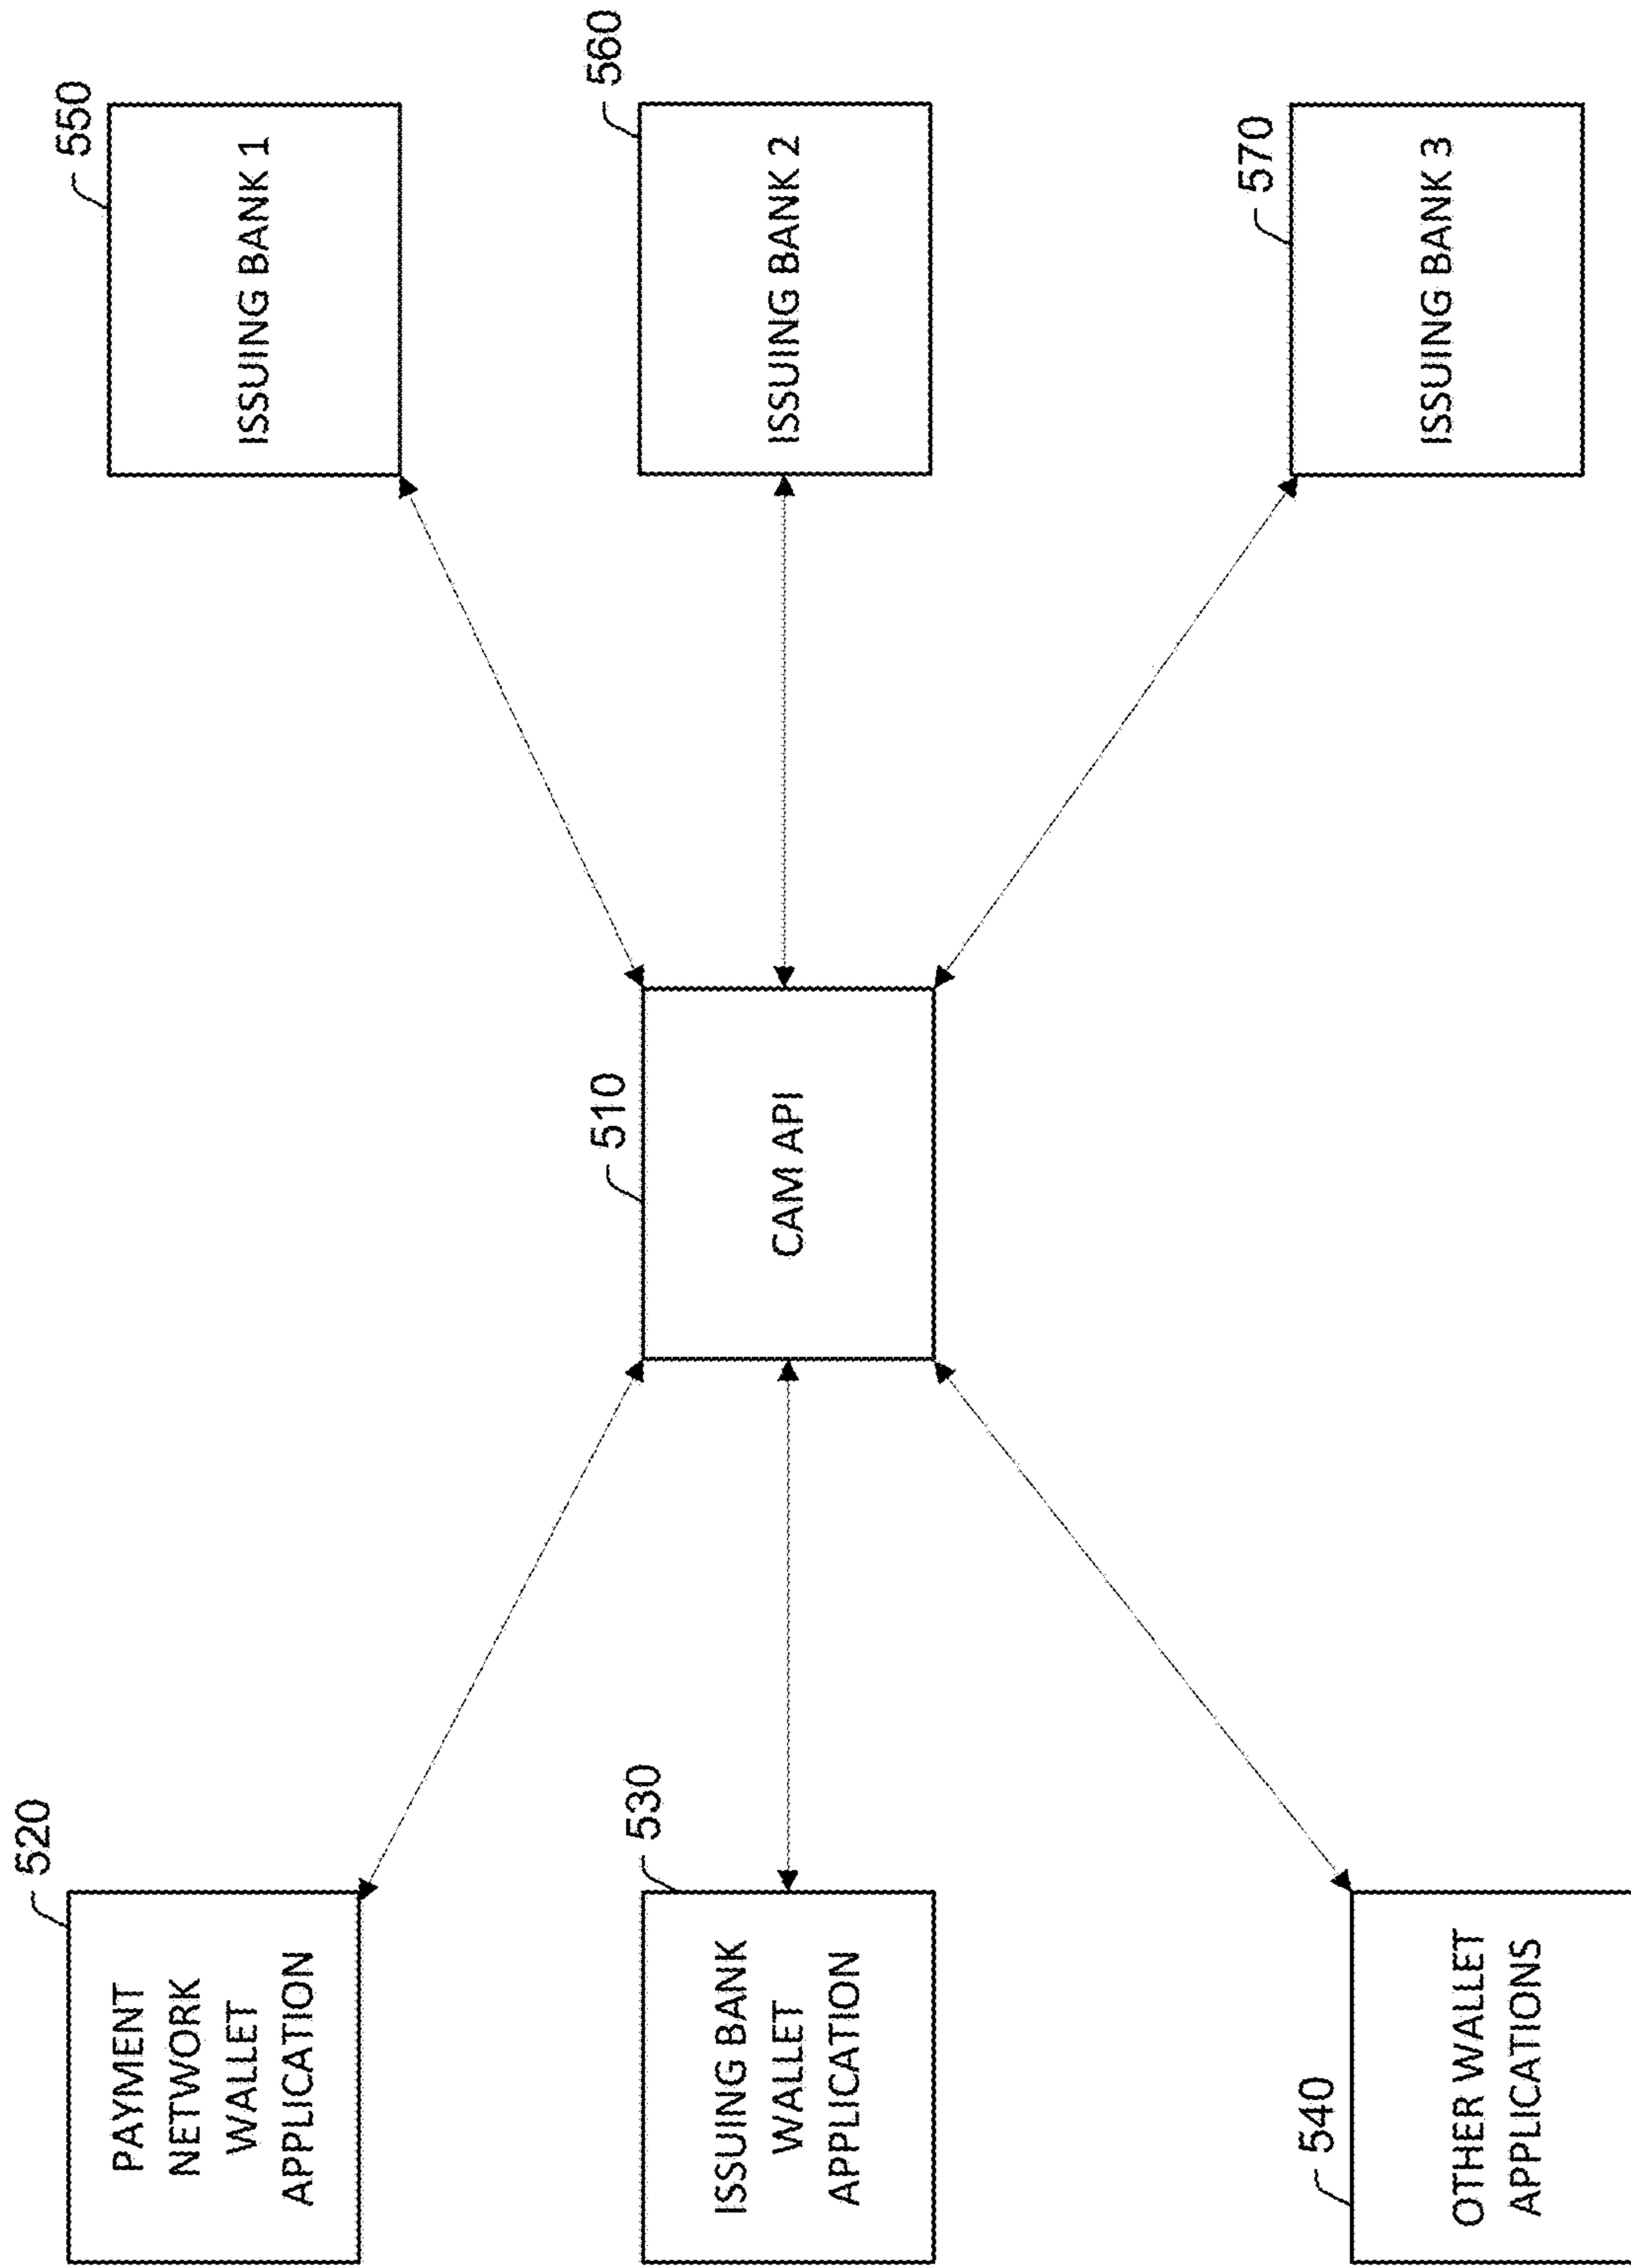 520
PAYMENT
NETWORK
WALLET
APPLICATION
530
ISSUING BANK
WALLET
APPLICATION
540
OTHER WALLET
APPLICATIONS
510
CAM API
550
ISSUING BANK 1
560
ISSUING BANK 2
570
ISSUING BANK 3